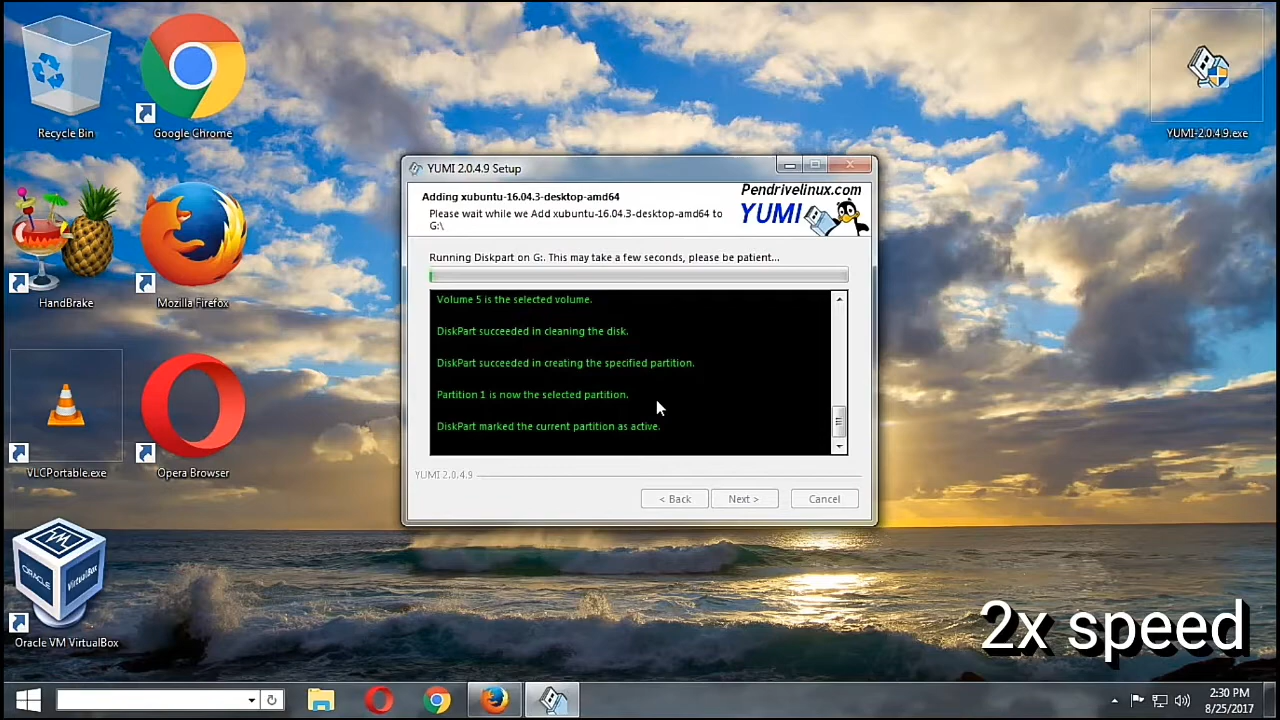 Recycle Bin
Google Chrome
YUMI-2.0.4.9.exe
HandBrake
Mozilla Firefox
VLCPortable.exe
Opera Browser
ORACLE
VirtualBox
Oracle VM VirtualBox
YUMI 2.0.4.9 Setup
Adding xubuntu-16.04.3-desktop-amd64
Please wait while we Add xubuntu-16.04.3-desktop-amd64 to
G:\
Pendrivelinux.com
YUMI
Running Diskpart on G:. This may take a few seconds, please be patient...
Volume 5 is the selected volume.
DiskPart succeeded in cleaning the disk.
DiskPart succeeded in creating the specified partition.
Partition 1 is now the selected partition.
DiskPart marked the current partition as active.
YUMI 2.0.4.9
< Back
Next >
Cancel
2x speed
2:30 PM
8/25/2017